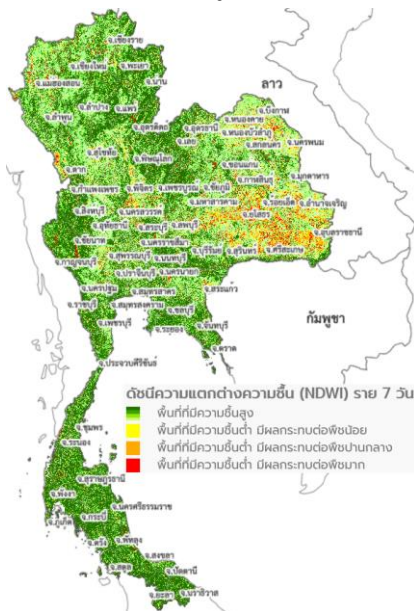 จ.เชียงราย
จ.เชียงใหม่
จ.พะเยา
จ.แม่ฮ่องสอน
จ.น่าน
ลาว
จ.ลำปาง
จ.แพร่
จ.ลำพูน
จ.บึงกาฬ
จ.อุตรดิตถ์
จ.อุดรธานี
จ.หนองคาย
จ.เลย
จ.หนองบัวลำภู
จ.สุโขทัย
จ.สกลนคร
จ.นครพนม
จ.พิษณุโลก
จ.ตาก
จ.ขอนแก่น
จ.มุกดาหาร
จ.กำแพงเพชร
จ.พิจิตร
จ.เพชรบูรณ์
จ.ชัยภูมิ
จ.กาฬสินธุ์
จ.มหาสารคาม
จ.ร้อยเอ็ด
จ.อำนาจเจริญ
จ.สิงห์บุรี
จ.นครสวรรค์
จ.ยโสธร
จ.อุทัยธานี
จ.สระบุรี
จ.ลพบุรี
จ.อุบลราชธานี
จ.ชัยนาท
จ.นครราชสีมา
จ.บุรีรัมย์
จ.สุรินทร์
จ.ศรีสะเกษ
จ.กาญจนบุรี
จ.สุพรรณบุรี
จ.นนทบุรี
จ.ปราจีนบุรี
จ.นครนายก
จ.นครปฐม
จ.สมุทรสาคร
จ.สระแก้ว
จ.ราชบุรี
จ.สมุทรสงคราม
จ.ชลบุรี
กัมพูชา
จ.เพชรบุรี
จ.ระยอง
จ.จันทบุรี
จ.ตราด
จ.ประจวบคีรีขันธ์
ดัชนีความแตกต่างความชื้น (NDWI) ราย 7 วัน
พื้นที่ที่มีความชื้นสูง
พื้นที่ที่มีความชื้นต่ำ มีผลกระทบต่อพืชน้อย
พื้นที่ที่มีความชื้นต่ำ มีผลกระทบต่อพืชปานกลาง
พื้นที่ที่มีความชื้นต่ำ มีผลกระทบต่อพืชมาก
จ.ชุมพร
จ.ระนอง
จ.สุราษฎร์ธานี
จ.พังงา
จ.นครศรีธรรมราช
จ.ภูเก็ต
จ.กระบี่
จ.ตรัง
จ.พัทลุง
จ.สงขลา
จ.สตูล
จ.ปัตตานี
จ.ยะลา
จ.นราธิวาส